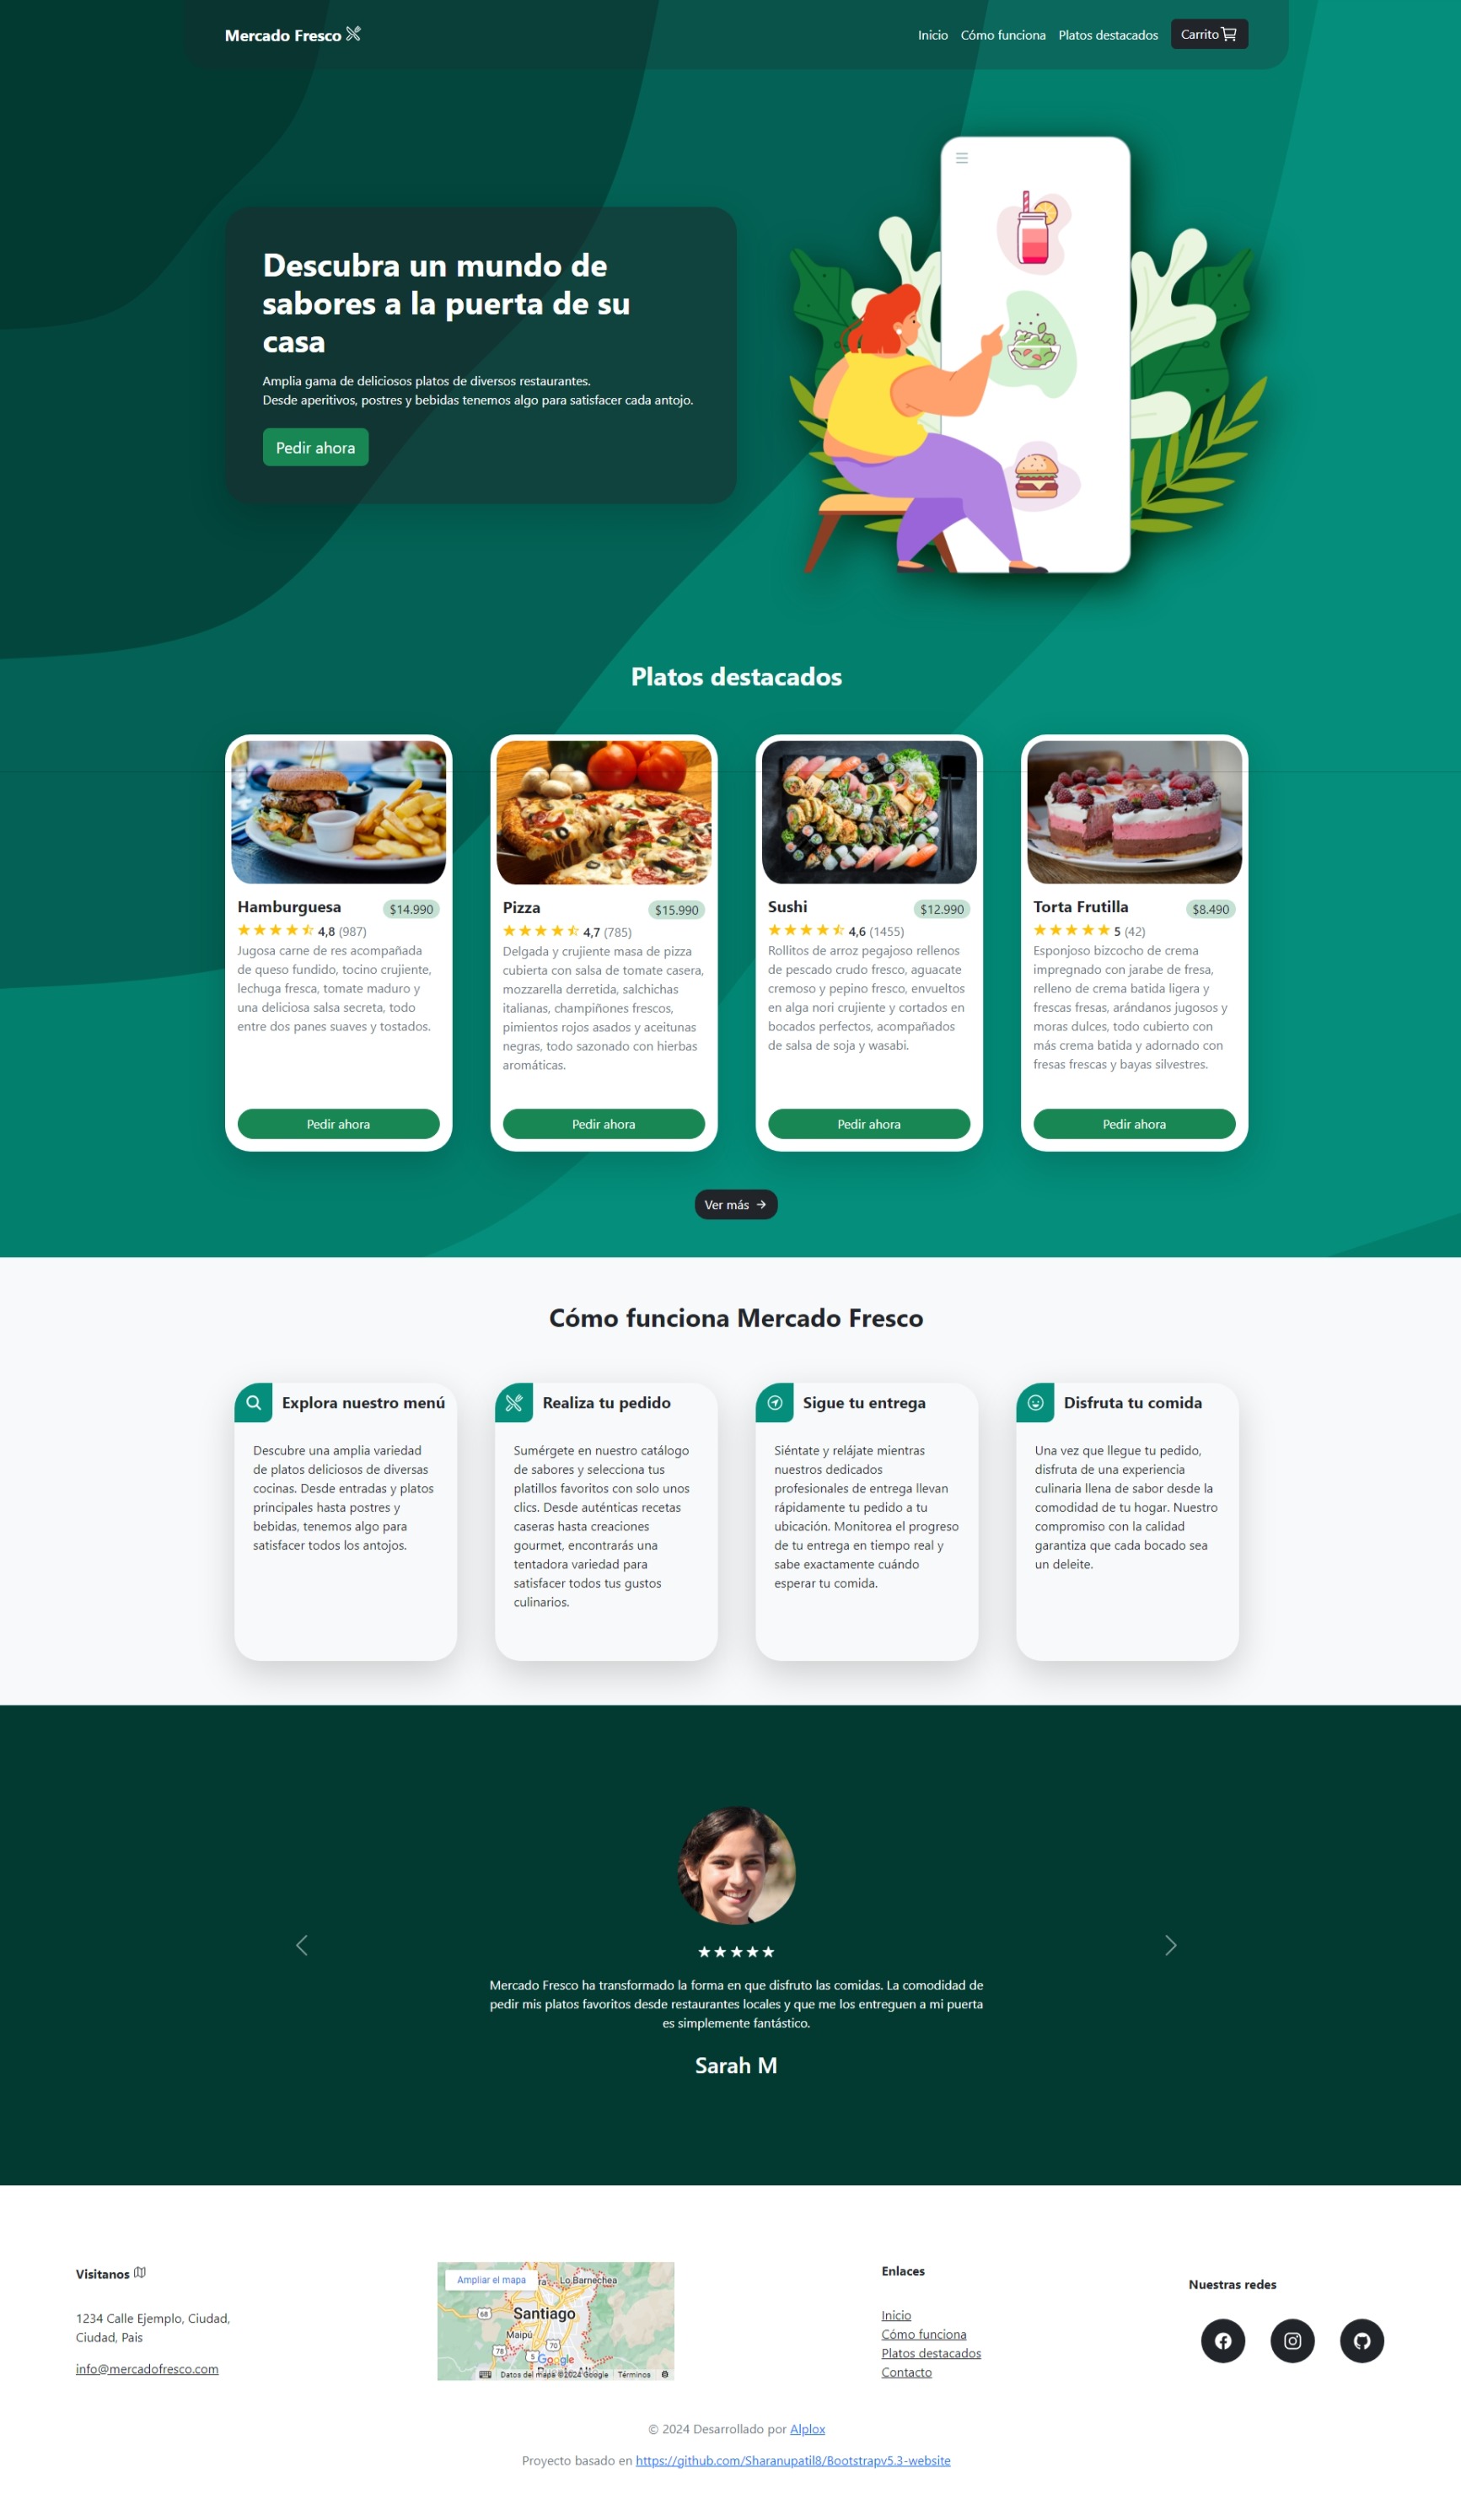 Mercado Fresco
Inicio
Cómo funciona
Platos destacados
Carrito
Descubra un mundo de
sabores a la puerta de su
casa
Amplia gama de deliciosos platos de diversos restaurantes.
Desde aperitivos, postres y bebidas tenemos algo para satisfacer cada antojo.
Pedir ahora
Platos destacados
Hamburguesa
$14.990
4,8 (987)
Jugosa carne de res acompañada
de queso fundido, tocino crujiente,
lechuga fresca, tomate maduro y
una deliciosa salsa secreta, todo
entre dos panes suaves y tostados.
Pedir ahora
Pizza
$15.990
4,7 (785)
Delgada y crujiente masa de pizza
cubierta con salsa de tomate casera,
mozzarella derretida, salchichas
italianas, champiñones frescos,
pimientos rojos asados y aceitunas
negras, todo sazonado con hierbas
aromáticas.
Pedir ahora
Sushi
$12.990
4,6 (1455)
Rollitos de arroz pegajoso rellenos
de pescado crudo fresco, aguacate
cremoso y pepino fresco, envueltos
en alga nori crujiente y cortados en
bocados perfectos, acompañados
de salsa de soja y wasabi.
Pedir ahora
Torta Frutilla
$8.490
5 (42)
Esponjoso bizcocho de crema
impregnado con jarabe de fresa,
relleno de crema batida ligera y
frescas fresas, arándanos jugosos y
moras dulces, todo cubierto con
más crema batida y adornado con
fresas frescas y bayas silvestres.
Pedir ahora
Ver más
Cómo funciona Mercado Fresco
Explora nuestro menú
Descubre una amplia variedad
de platos deliciosos de diversas
cocinas. Desde entradas y platos
principales hasta postres y
bebidas, tenemos algo para
satisfacer todos los antojos.
Realiza tu pedido
Sumérgete en nuestro catálogo
de sabores y selecciona tus
platillos favoritos con solo unos
clics. Desde auténticas recetas
caseras hasta creaciones
gourmet, encontrarás una
tentadora variedad para
satisfacer todos tus gustos
culinarios.
Sigue tu entrega
Siéntate y relájate mientras
nuestros dedicados
profesionales de entrega llevan
rápidamente tu pedido a tu
ubicación. Monitorea el progreso
de tu entrega en tiempo real y
sabe exactamente cuándo
esperar tu comida.
Disfruta tu comida
Una vez que llegue tu pedido,
disfruta de una experiencia
culinaria llena de sabor desde la
comodidad de tu hogar. Nuestro
compromiso con la calidad
garantiza que cada bocado sea
un deleite.
Mercado Fresco ha transformado la forma en que disfruto las comidas. La comodidad de
pedir mis platos favoritos desde restaurantes locales y que me los entreguen a mi puerta
es simplemente fantástico.
Sarah M
Visitanos
1234 Calle Ejemplo, Ciudad,
Ciudad, Pais
info@mercadofresco.com
Ampliar el mapa
Lo Barnechea
68
Santiago
Maipú
70
78
5
Google
Datos del mapa ©2024 Google
Términos
Enlaces
Inicio
Cómo funciona
Platos destacados
Contacto
Nuestras redes
© 2024 Desarrollado por Alplox
Proyecto basado en https://github.com/Sharanupatil8/Bootstrapv5.3-website